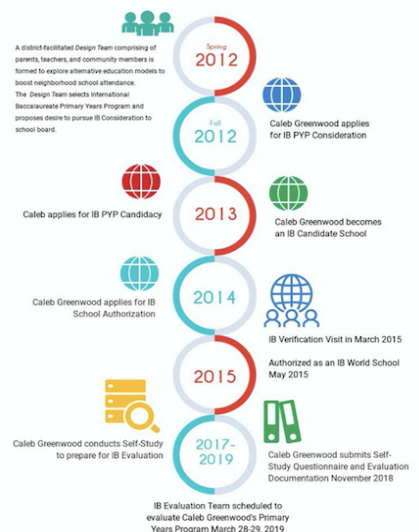 Spring
2012
A district-facilitated Design Team comprising of
parents, teachers, and community members is
formed to explore alternative education models to
boost neighborhood school attendance.
The Design Team selects International
Baccalaureate Primary Years Program and
proposes desire to pursue IB Consideration to
school board.
Fall
2012
Caleb Greenwood applies
for IB PYP Consideration
Caleb applies for IB PYP Candidacy
2013
Caleb Greenwood becomes
an IB Candidate School
Caleb Greenwood applies for IB
School Authorization
2014
IB Verification Visit in March 2015
Authorized as an IB World School
May 2015
2015
Caleb Greenwood conducts Self-Study
to prepare for IB Evaluation
2017-
2019
Caleb Greenwood submits Self-
Study Questionnaire and Evaluation
Documentation November 2018
IB Evaluation Team scheduled to
evaluate Caleb Greenwood's Primary
Years Program March 28-29, 2019